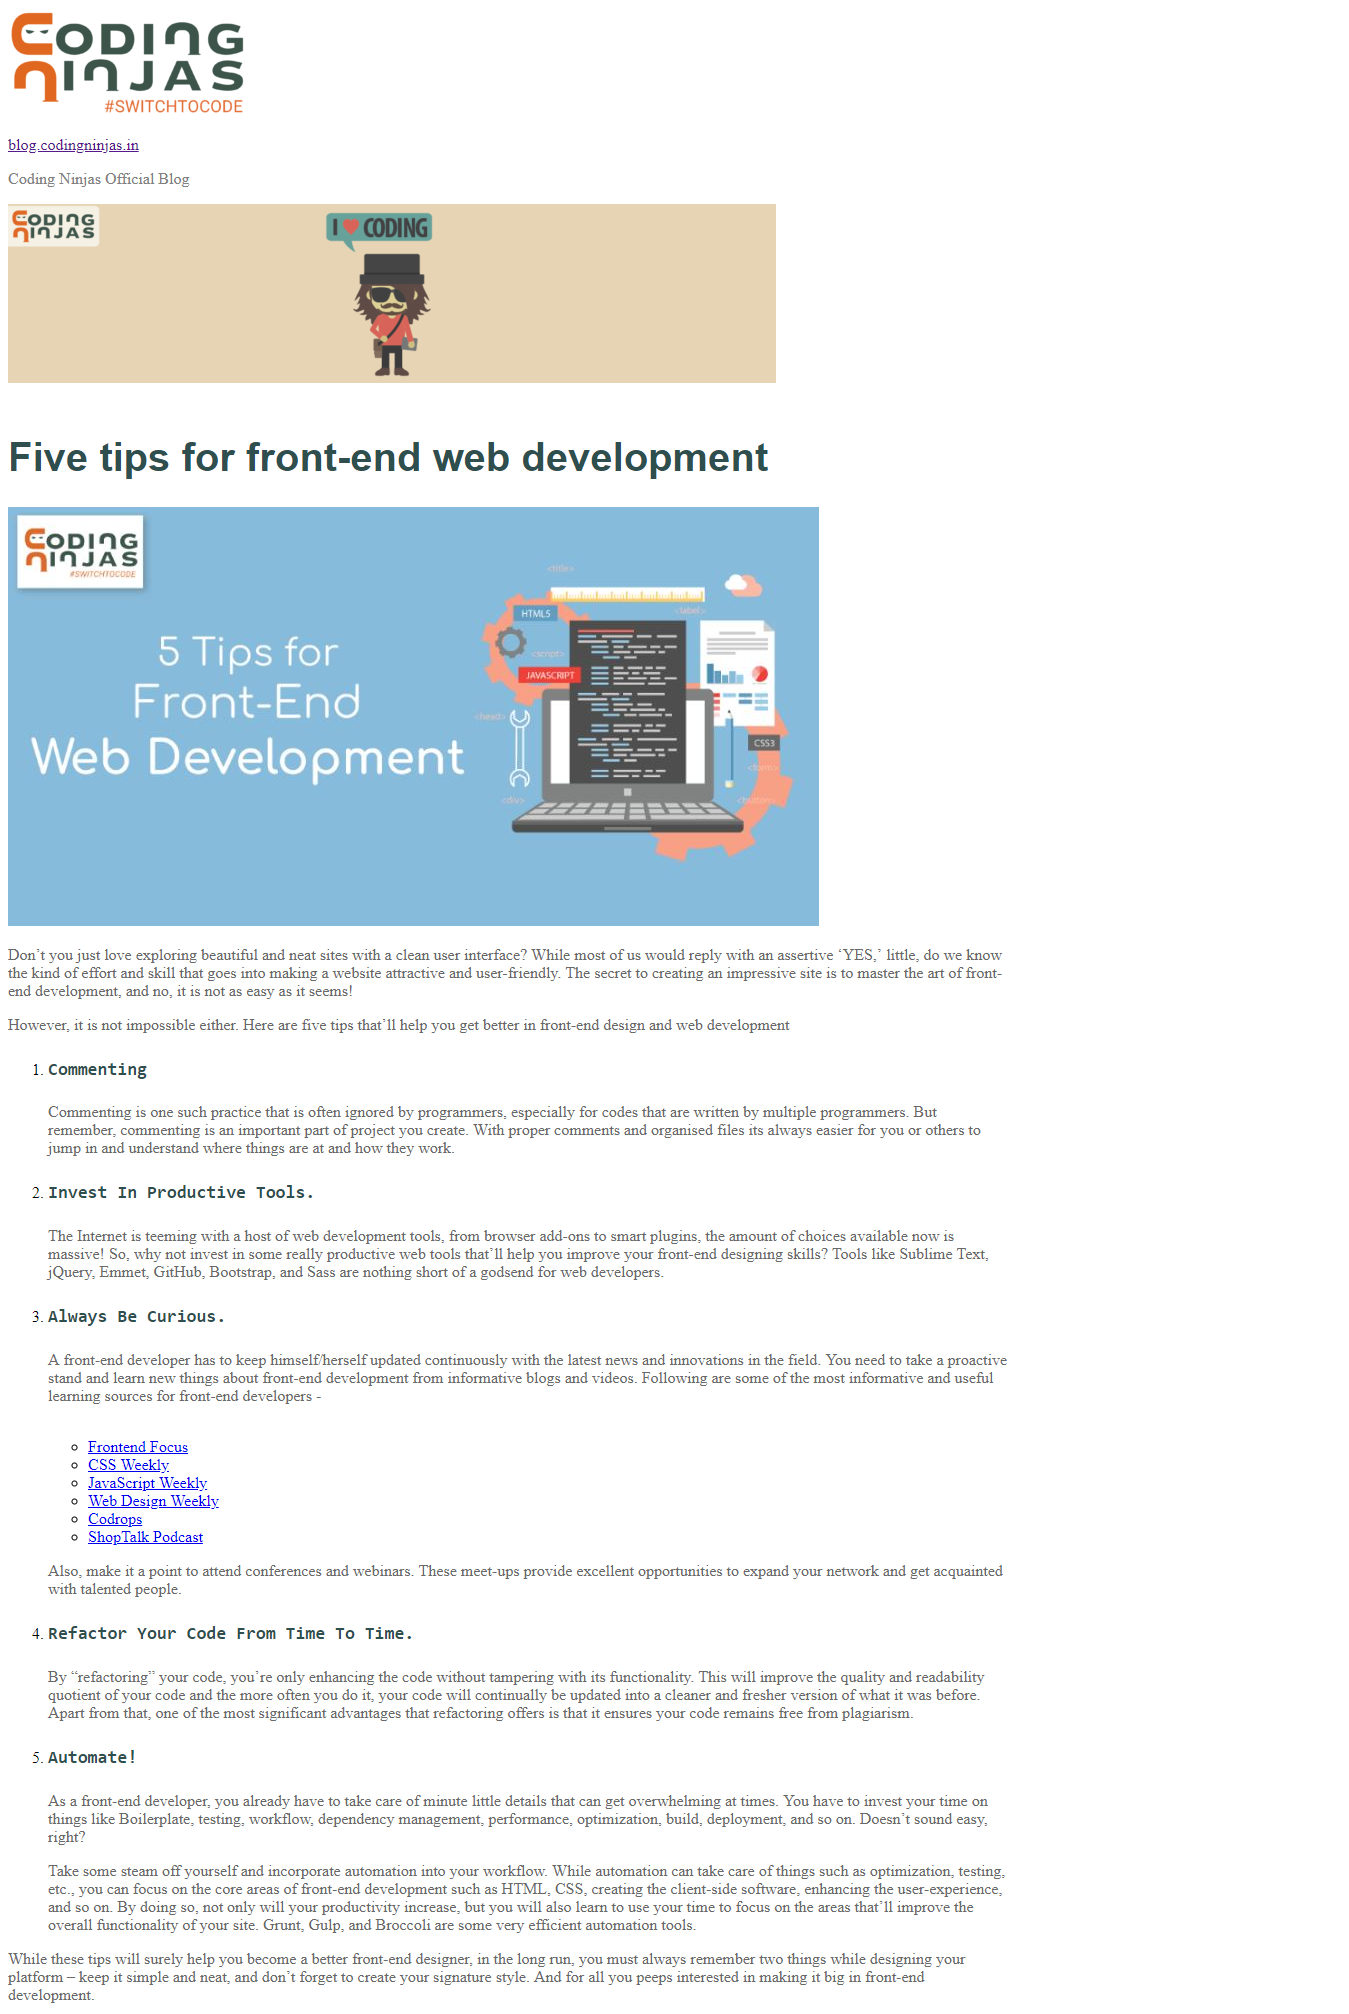 CODING
NINJAS
#SWITCHTOCODE
blog.codingninjas.in
Coding Ninjas Official Blog
CODING
NINJAS
I ♥ CODING
Five tips for front-end web development
CODING
NINJAS
#SWITCHTOCODE
5 Tips for
Front-End
Web Development
<title>
<label>
HTML5
<script>
JAVASCRIPT
<head>
CSS3
<form>
<div>
<button>
Don’t you just love exploring beautiful and neat sites with a clean user interface? While most of us would reply with an assertive ‘YES,’ little, do we know
the kind of effort and skill that goes into making a website attractive and user-friendly. The secret to creating an impressive site is to master the art of front-
end development, and no, it is not as easy as it seems!
However, it is not impossible either. Here are five tips that’ll help you get better in front-end design and web development
1. Commenting
Commenting is one such practice that is often ignored by programmers, especially for codes that are written by multiple programmers. But
remember, commenting is an important part of project you create. With proper comments and organised files its always easier for you or others to
jump in and understand where things are at and how they work.
2. Invest In Productive Tools.
The Internet is teeming with a host of web development tools, from browser add-ons to smart plugins, the amount of choices available now is
massive! So, why not invest in some really productive web tools that’ll help you improve your front-end designing skills? Tools like Sublime Text,
jQuery, Emmet, GitHub, Bootstrap, and Sass are nothing short of a godsend for web developers.
3. Always Be Curious.
A front-end developer has to keep himself/herself updated continuously with the latest news and innovations in the field. You need to take a proactive
stand and learn new things about front-end development from informative blogs and videos. Following are some of the most informative and useful
learning sources for front-end developers -
Frontend Focus
CSS Weekly
JavaScript Weekly
Web Design Weekly
Codrops
ShopTalk Podcast
Also, make it a point to attend conferences and webinars. These meet-ups provide excellent opportunities to expand your network and get acquainted
with talented people.
4. Refactor Your Code From Time To Time.
By “refactoring” your code, you’re only enhancing the code without tampering with its functionality. This will improve the quality and readability
quotient of your code and the more often you do it, your code will continually be updated into a cleaner and fresher version of what it was before.
Apart from that, one of the most significant advantages that refactoring offers is that it ensures your code remains free from plagiarism.
5. Automate!
As a front-end developer, you already have to take care of minute little details that can get overwhelming at times. You have to invest your time on
things like Boilerplate, testing, workflow, dependency management, performance, optimization, build, deployment, and so on. Doesn’t sound easy,
right?
Take some steam off yourself and incorporate automation into your workflow. While automation can take care of things such as optimization, testing,
etc., you can focus on the core areas of front-end development such as HTML, CSS, creating the client-side software, enhancing the user-experience,
and so on. By doing so, not only will your productivity increase, but you will also learn to use your time to focus on the areas that’ll improve the
overall functionality of your site. Grunt, Gulp, and Broccoli are some very efficient automation tools.
While these tips will surely help you become a better front-end designer, in the long run, you must always remember two things while designing your
platform – keep it simple and neat, and don’t forget to create your signature style. And for all you peeps interested in making it big in front-end
development.